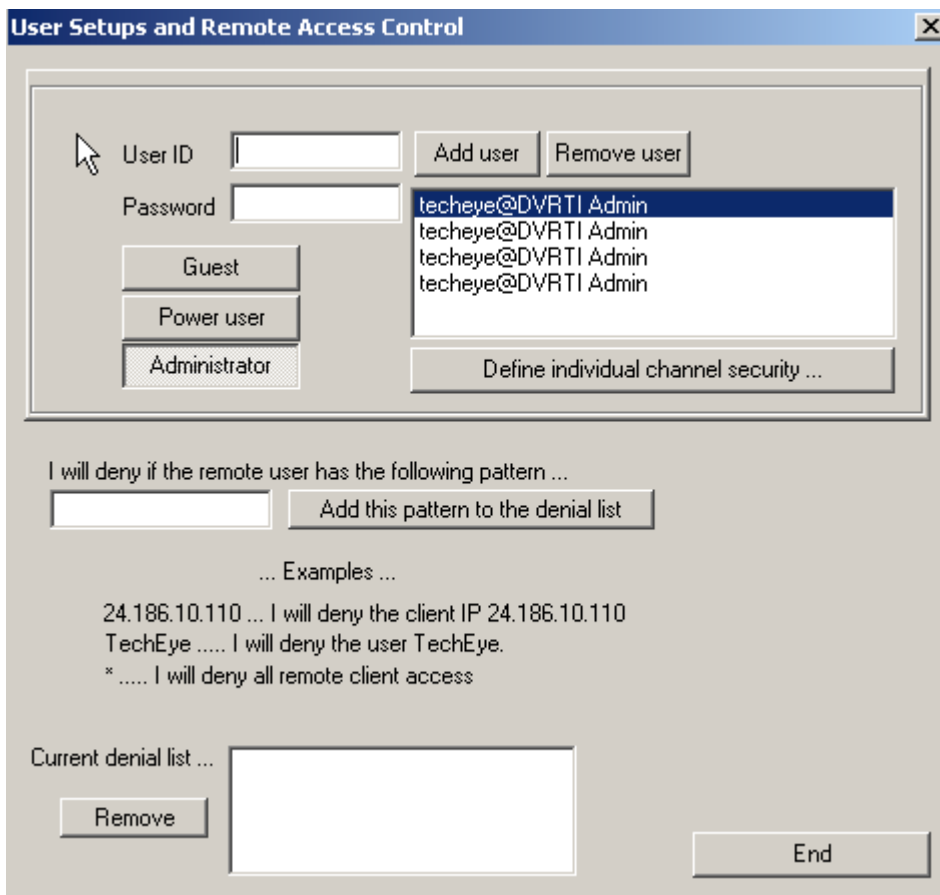 User Setups and Remote Access Control
User ID
Add user
Remove user
Password
techeye@DVRTI Admin
techeye@DVRTI Admin
techeye@DVRTI Admin
techeye@DVRTI Admin
Guest
Power user
Administrator
Define individual channel security ...
I will deny if the remote user has the following pattern ...
Add this pattern to the denial list
... Examples ...
24.186.10.110 ... I will deny the client IP 24.186.10.110
TechEye ..... I will deny the user TechEye.
* ..... I will deny all remote client access
Current denial list ...
Remove
End